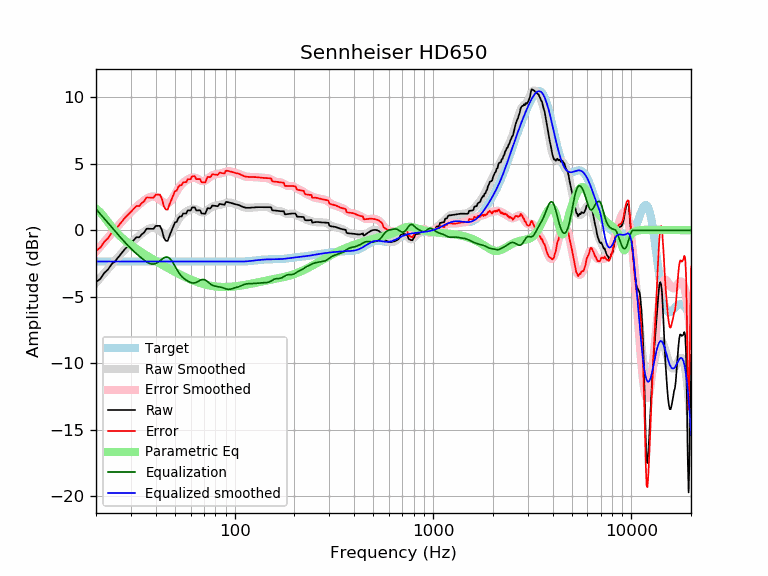 Sennheiser HD650
Amplitude (dBr)
10
5
0
−5
−10
−15
−20
Target
Raw Smoothed
Error Smoothed
Raw
Error
Parametric Eq
Equalization
Equalized smoothed
100 1000 10000
Frequency (Hz)